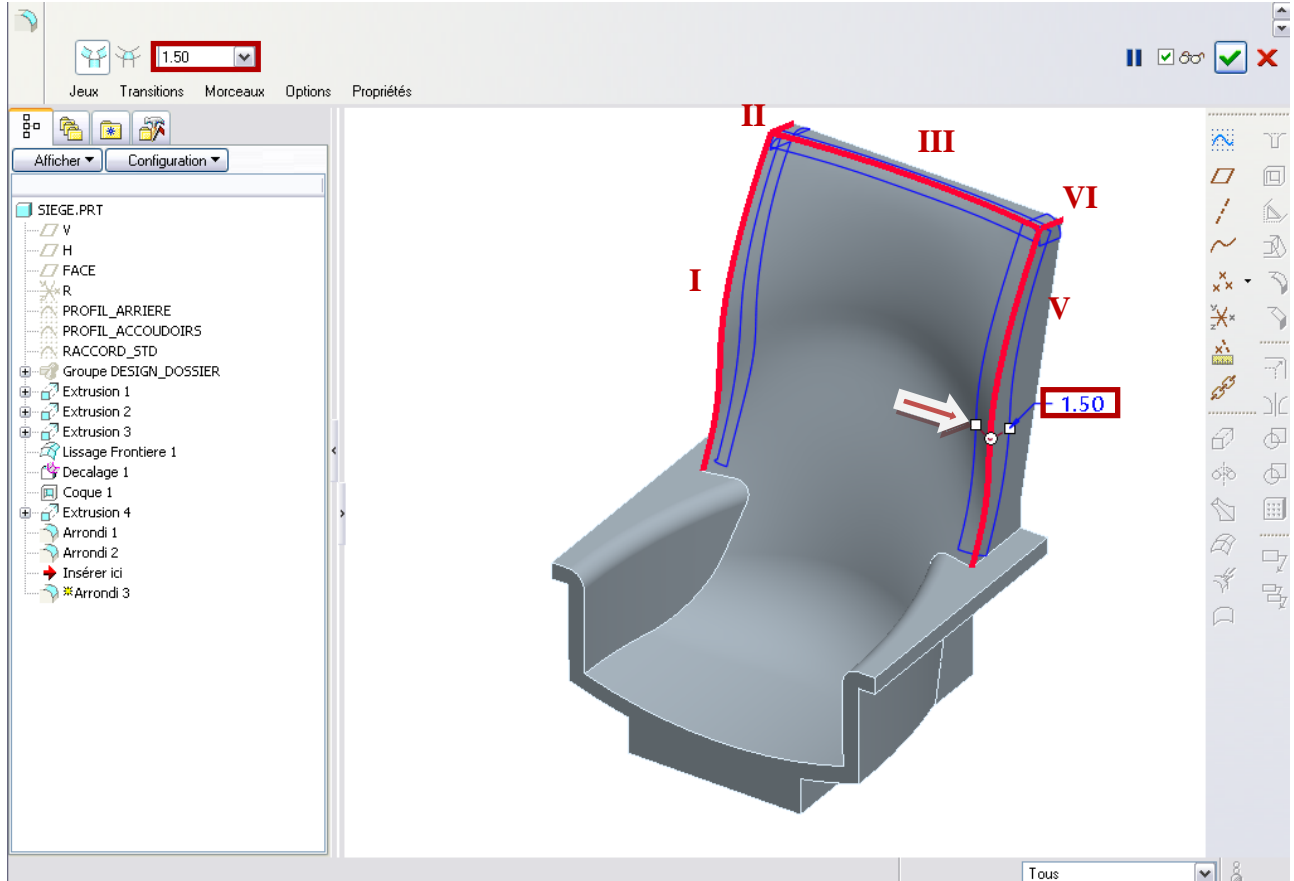 1.50
Jeux Transitions Morceaux Options Propriétés
Afficher Configuration
SIEGE.PRT
V
H
FACE
R
PROFIL_ARRIERE
PROFIL_ACCOUDOIRS
RACCORD_STD
Groupe DESIGN_DOSSIER
Extrusion 1
Extrusion 2
Extrusion 3
Lissage Frontiere 1
Decalage 1
Coque 1
Extrusion 4
Arrondi 1
Arrondi 2
Insérer ici
Arrondi 3
II
III
VI
I
V
1.50
Tous